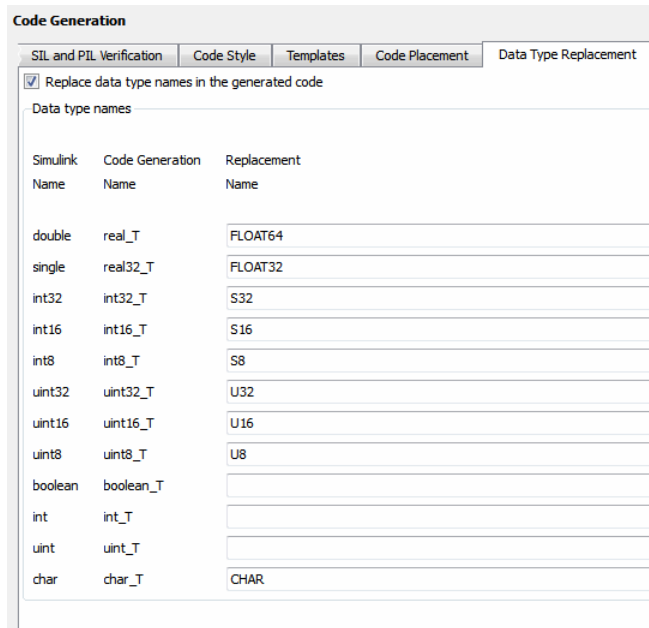 Code Generation
SIL and PIL Verification Code Style Templates Code Placement Data Type Replacement
Replace data type names in the generated code
Data type names
Simulink Code Generation Replacement
Name Name Name
double real_T FLOAT64
single real32_T FLOAT32
int32 int32_T S32
int16 int16_T S16
int8 int8_T S8
uint32 uint32_T U32
uint16 uint16_T U16
uint8 uint8_T U8
boolean boolean_T
int int_T
uint uint_T
char char_T CHAR